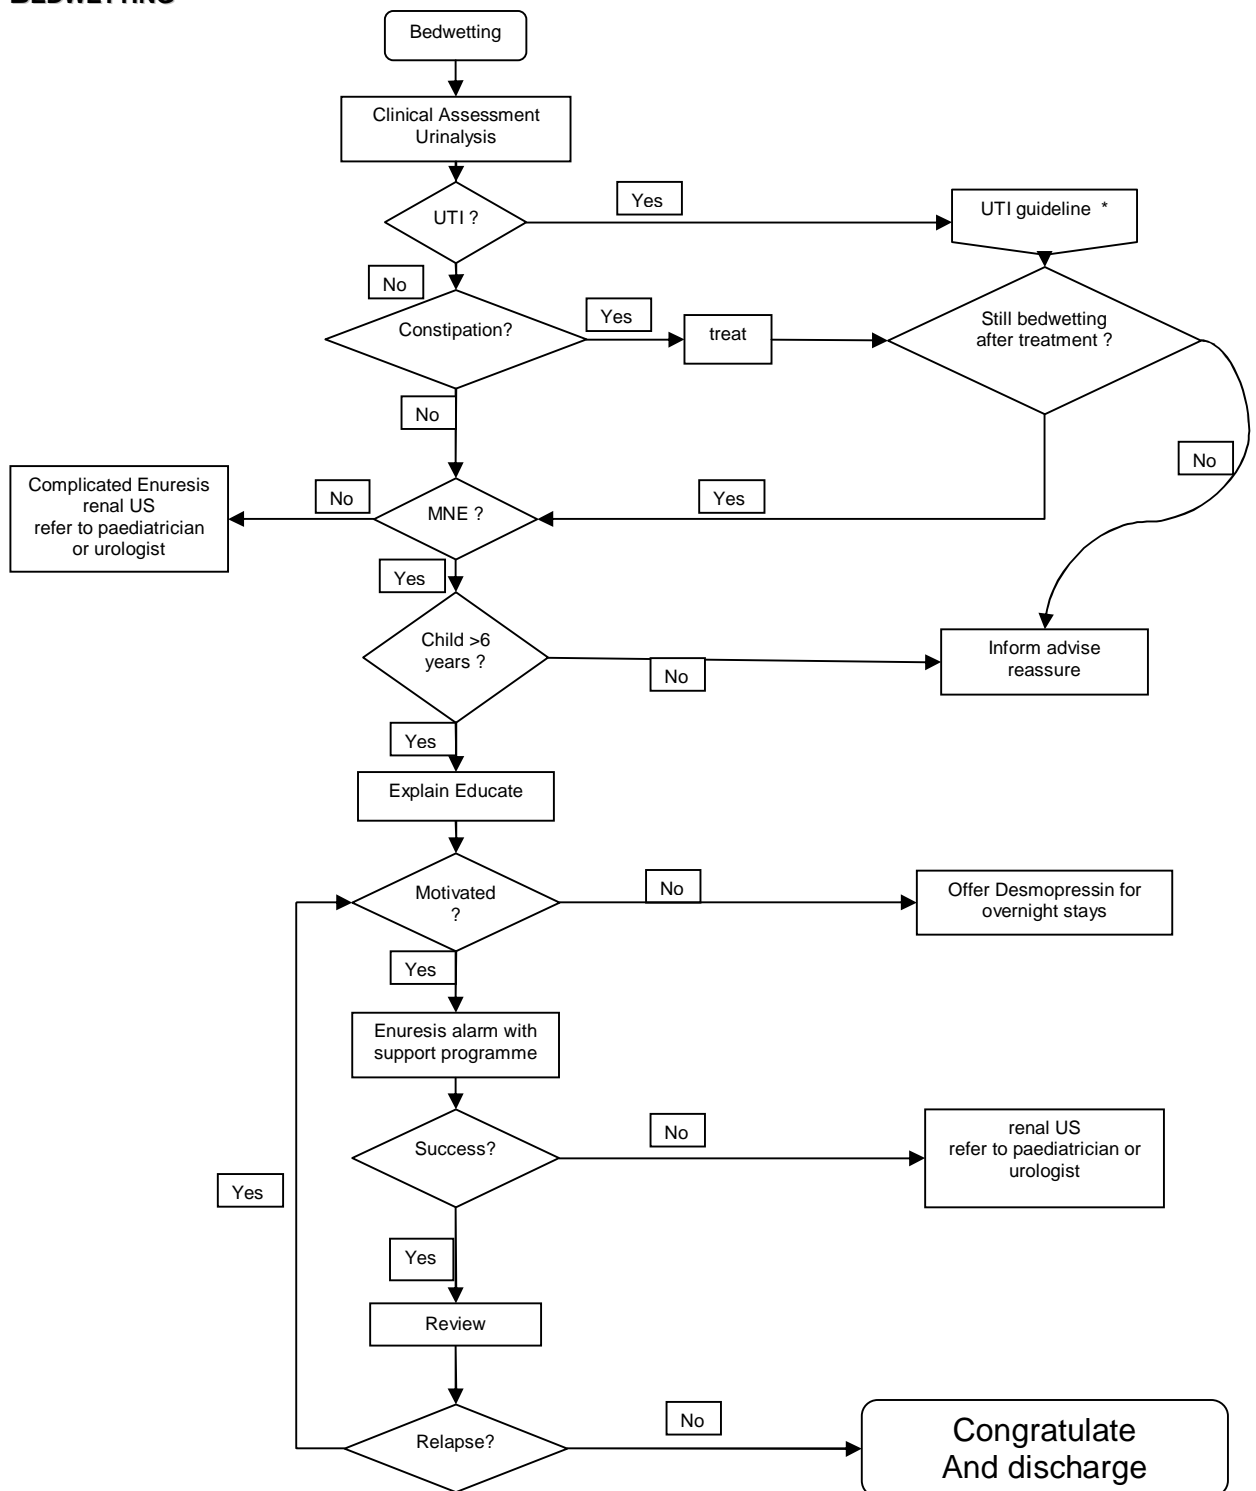 BEDWETTING
Bedwetting
Clinical Assessment
Urinalysis
UTI ?
Yes
UTI guideline *
No
Constipation?
Yes
treat
Still bedwetting
after treatment ?
No
No
Complicated Enuresis
renal US
refer to paediatrician
or urologist
No
MNE ?
Yes
Yes
Child >6
years ?
No
Inform advise
reassure
Yes
Explain Educate
Motivated
?
No
Offer Desmopressin for
overnight stays
Yes
Enuresis alarm with
support programme
Success?
No
renal US
refer to paediatrician or
urologist
Yes
Yes
Review
Relapse?
No
Congratulate
And discharge